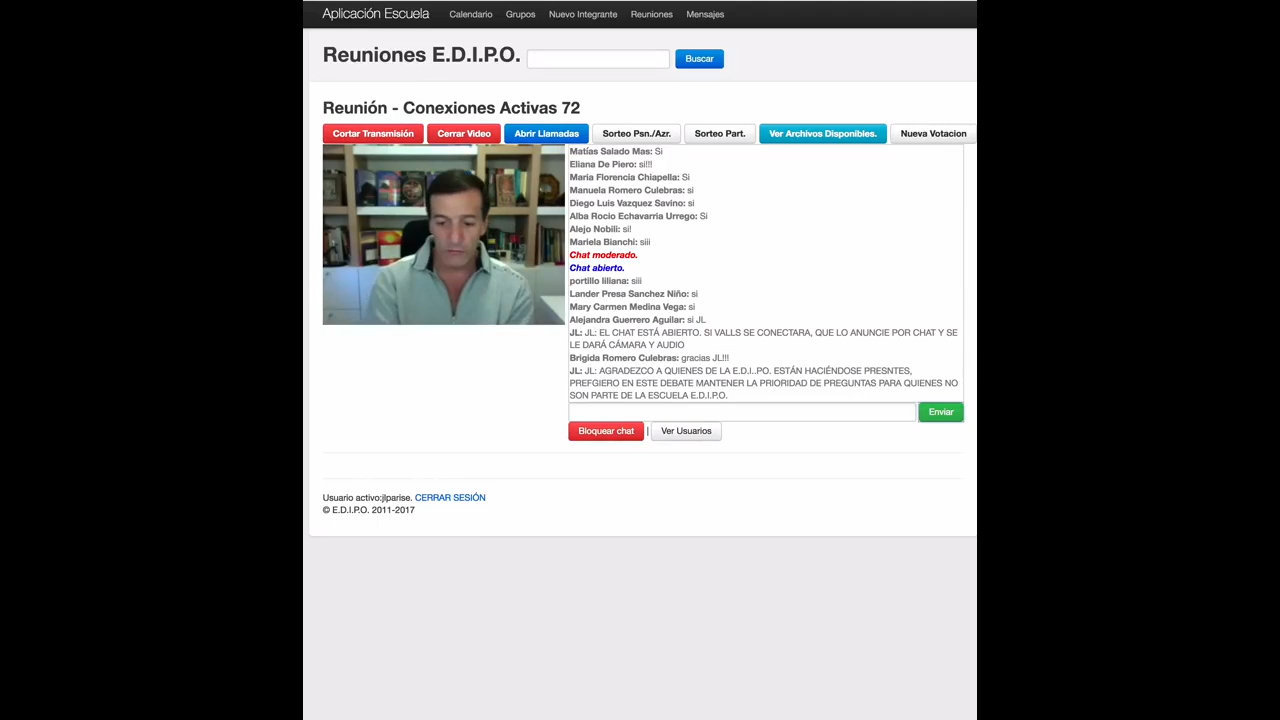 Aplicación Escuela Calendario Grupos Nuevo Integrante Reuniones Mensajes
Reuniones E.D.I.P.O. Buscar
Reunión - Conexiones Activas 72
Cortar Transmisión Cerrar Video Abrir Llamadas Sorteo Psn./Azr. Sorteo Part. Ver Archivos Disponibles. Nueva Votacion
Matías Salado Mas: Si
Eliana De Piero: si!!!
Maria Florencia Chiapella: Si
Manuela Romero Culebras: si
Diego Luis Vazquez Savino: si
Alba Rocio Echavarria Urrego: Si
Alejo Nobili: si!
Mariela Bianchi: siii
Chat moderado.
Chat abierto.
portillo liliana: siii
Lander Presa Sanchez Niño: si
Mary Carmen Medina Vega: si
Alejandra Guerrero Aguilar: si JL
JL: JL: EL CHAT ESTÁ ABIERTO. SI VALLS SE CONECTARA, QUE LO ANUNCIE POR CHAT Y SE
LE DARÁ CÁMARA Y AUDIO
Brigida Romero Culebras: gracias JL!!!
JL: JL: AGRADEZCO A QUIENES DE LA E.D.I..PO. ESTÁN HACIÉNDOSE PRESNTES,
PREFGIERO EN ESTE DEBATE MANTENER LA PRIORIDAD DE PREGUNTAS PARA QUIENES NO
SON PARTE DE LA ESCUELA E.D.I.P.O.
Enviar
Bloquear chat | Ver Usuarios
Usuario activo:jlparise. CERRAR SESIÓN
© E.D.I.P.O. 2011-2017